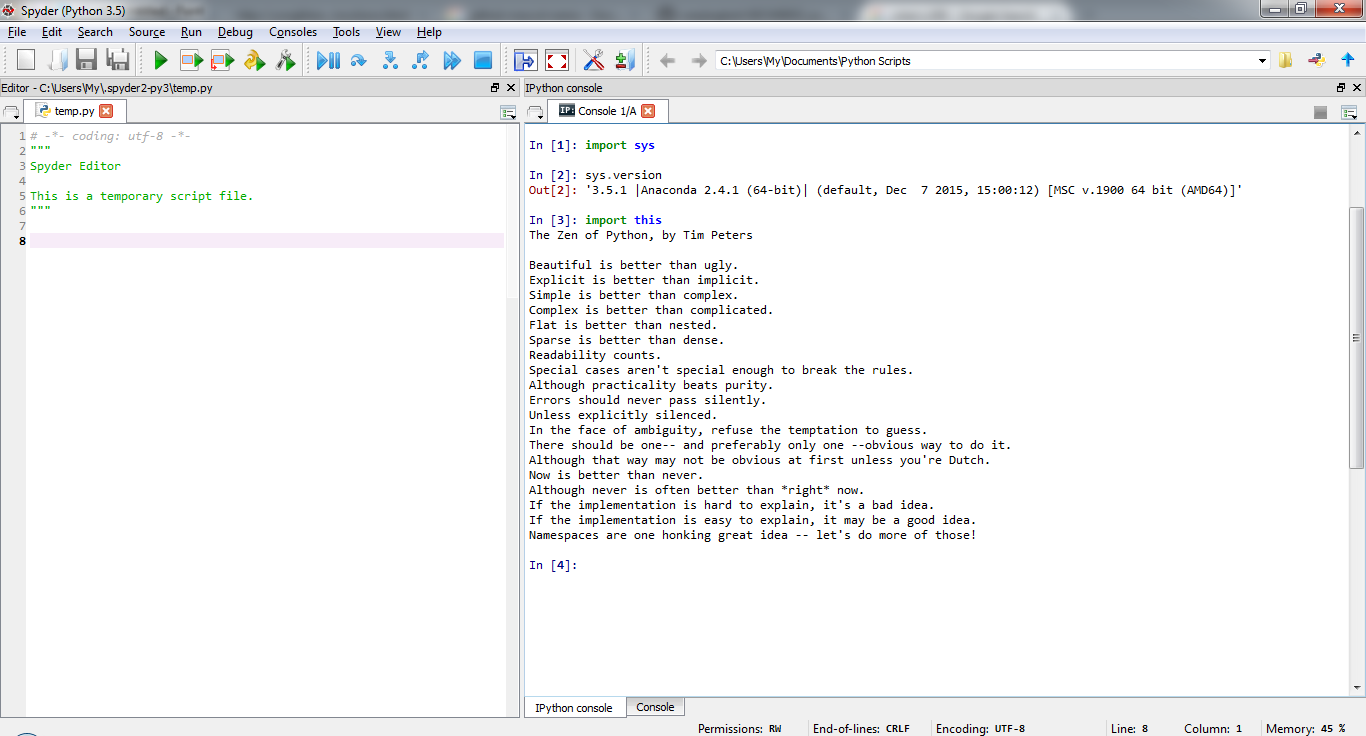 Spyder (Python 3.5)
File Edit Search Source Run Debug Consoles Tools View Help
C:\Users\My\Documents\Python Scripts
Editor - C:\Users\My\.spyder2-py3\temp.py
temp.py
1 # -*- coding: utf-8 -*-
2 """
3 Spyder Editor
4
5 This is a temporary script file.
6 """
7
8
IPython console
IP: Console 1/A
In [1]: import sys
In [2]: sys.version
Out[2]: '3.5.1 |Anaconda 2.4.1 (64-bit)| (default, Dec  7 2015, 15:00:12) [MSC v.1900 64 bit (AMD64)]'
In [3]: import this
The Zen of Python, by Tim Peters
Beautiful is better than ugly.
Explicit is better than implicit.
Simple is better than complex.
Complex is better than complicated.
Flat is better than nested.
Sparse is better than dense.
Readability counts.
Special cases aren't special enough to break the rules.
Although practicality beats purity.
Errors should never pass silently.
Unless explicitly silenced.
In the face of ambiguity, refuse the temptation to guess.
There should be one-- and preferably only one --obvious way to do it.
Although that way may not be obvious at first unless you're Dutch.
Now is better than never.
Although never is often better than *right* now.
If the implementation is hard to explain, it's a bad idea.
If the implementation is easy to explain, it may be a good idea.
Namespaces are one honking great idea -- let's do more of those!
In [4]:
IPython console Console
Permissions: RW End-of-lines: CRLF Encoding: UTF-8 Line: 8 Column: 1 Memory: 45 %